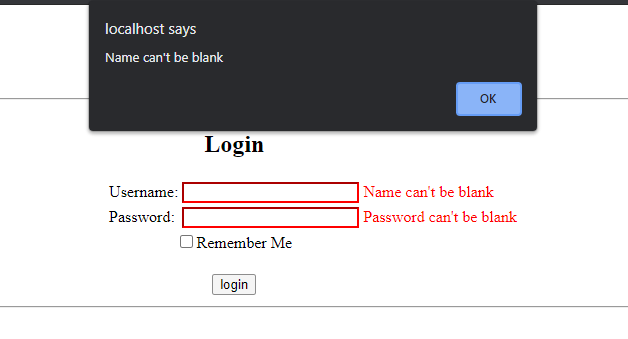 localhost says
Name can't be blank
OK
Login
Username: Name can't be blank
Password: Password can't be blank
Remember Me
login